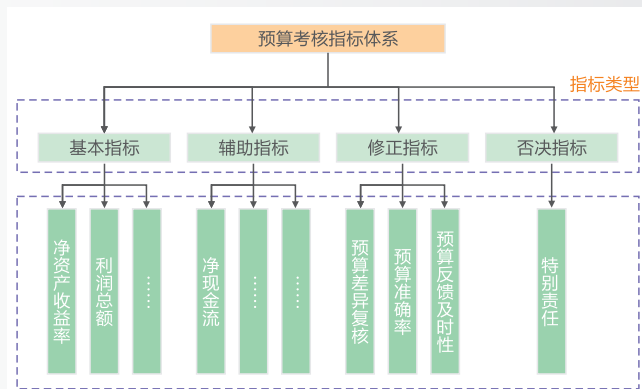 预算考核指标体系
指标类型
基本指标
辅助指标
修正指标
否决指标
净资产收益率
利润总额
……
净现金流
……
……
预算差异复核
预算准确率
预算反馈及时性
特别责任